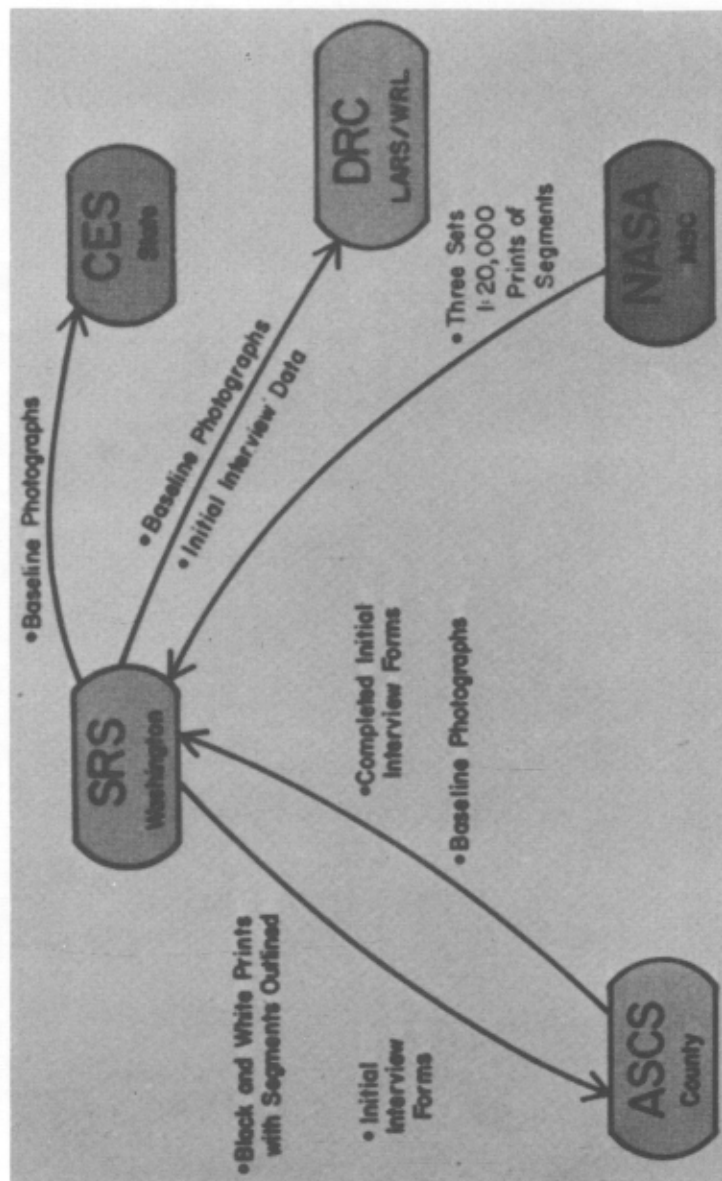 SRS
Washington
CES
State
DRC
LARS/WRL
NASA
MSC
ASCS
County
•Baseline Photographs
•Baseline Photographs
•Initial Interview Data
•Three Sets
1:20,000
Prints of
Segments
•Completed Initial
Interview Forms
•Baseline Photographs
•Black and White Prints
with Segments Outlined
•Initial
Interview
Forms